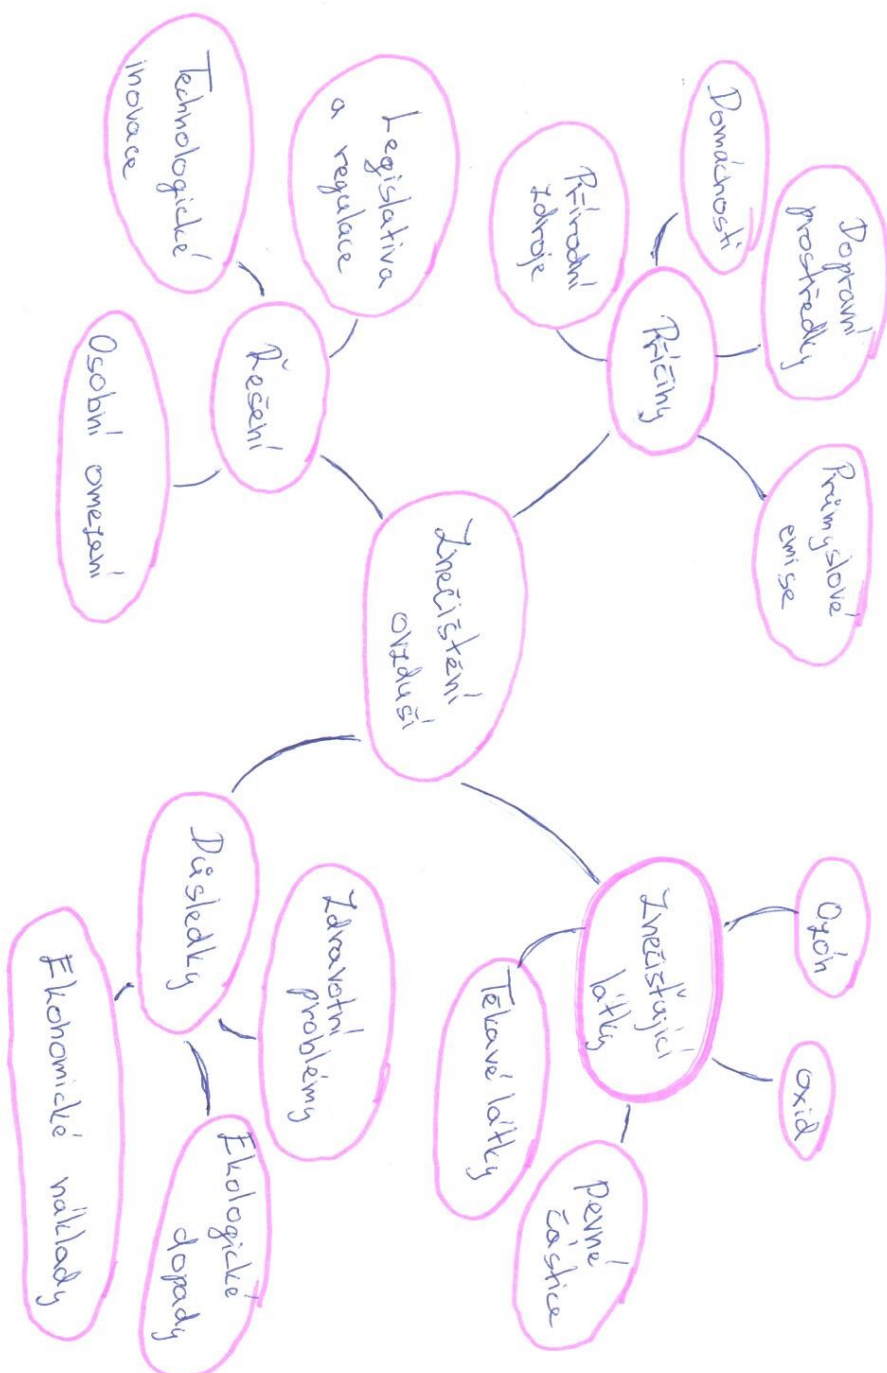 Domácnosti
Dopravní
prostředky
Přírodní
zdroje
Příčiny
Průmyslové
emise
Legislativa
a regulace
Technologické
inovace
Řešení
Osobní omezení
Znečištění
ovzduší
Znečišťující
látky
Ozón
oxid
Těkavé látky
pevné
částice
Důsledky
Zdravotní
problémy
Ekologické
dopady
Ekonomické náklady